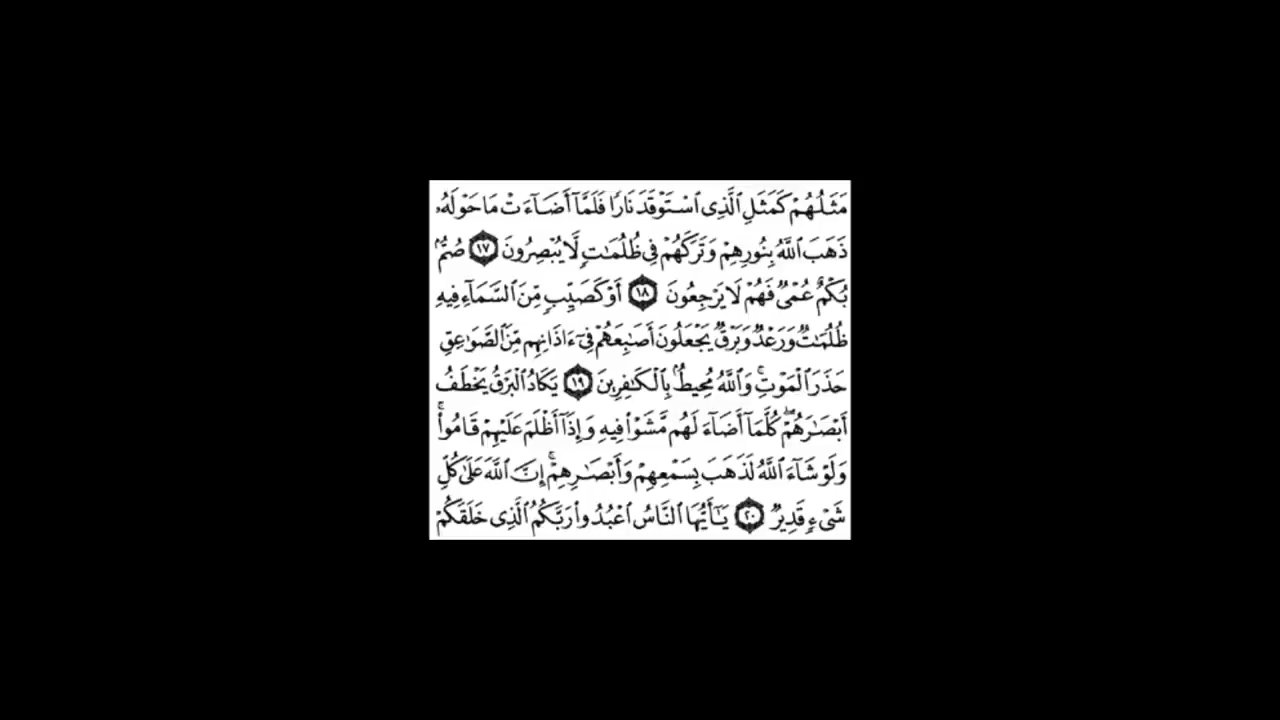 مَثَلُهُمْ كَمَثَلِ ٱلَّذِى ٱسْتَوْقَدَ نَارًا فَلَمَّآ أَضَآءَتْ مَا حَوْلَهُۥ
ذَهَبَ ٱللَّهُ بِنُورِهِمْ وَتَرَكَهُمْ فِى ظُلُمَٰتٍ لَّا يُبْصِرُونَ ١٧ صُمٌّۢ
بُكْمٌ عُمْىٌ فَهُمْ لَا يَرْجِعُونَ ١٨ أَوْ كَصَيِّبٍ مِّنَ ٱلسَّمَآءِ فِيهِ
ظُلُمَٰتٌ وَرَعْدٌ وَبَرْقٌ يَجْعَلُونَ أَصَٰبِعَهُمْ فِىٓ ءَاذَانِهِم مِّنَ ٱلصَّوَٰعِقِ
حَذَرَ ٱلْمَوْتِ ۚ وَٱللَّهُ مُحِيطٌۢ بِٱلْكَٰفِرِينَ ١٩ يَكَادُ ٱلْبَرْقُ يَخْطَفُ
أَبْصَٰرَهُمْ ۖ كُلَّمَآ أَضَآءَ لَهُم مَّشَوْا۟ فِيهِ وَإِذَآ أَظْلَمَ عَلَيْهِمْ قَامُوا۟ ۚ
وَلَوْ شَآءَ ٱللَّهُ لَذَهَبَ بِسَمْعِهِمْ وَأَبْصَٰرِهِمْ ۚ إِنَّ ٱللَّهَ عَلَىٰ كُلِّ
شَىْءٍ قَدِيرٌ ٢٠ يَٰٓأَيُّهَا ٱلنَّاسُ ٱعْبُدُوا۟ رَبَّكُمُ ٱلَّذِى خَلَقَكُمْ